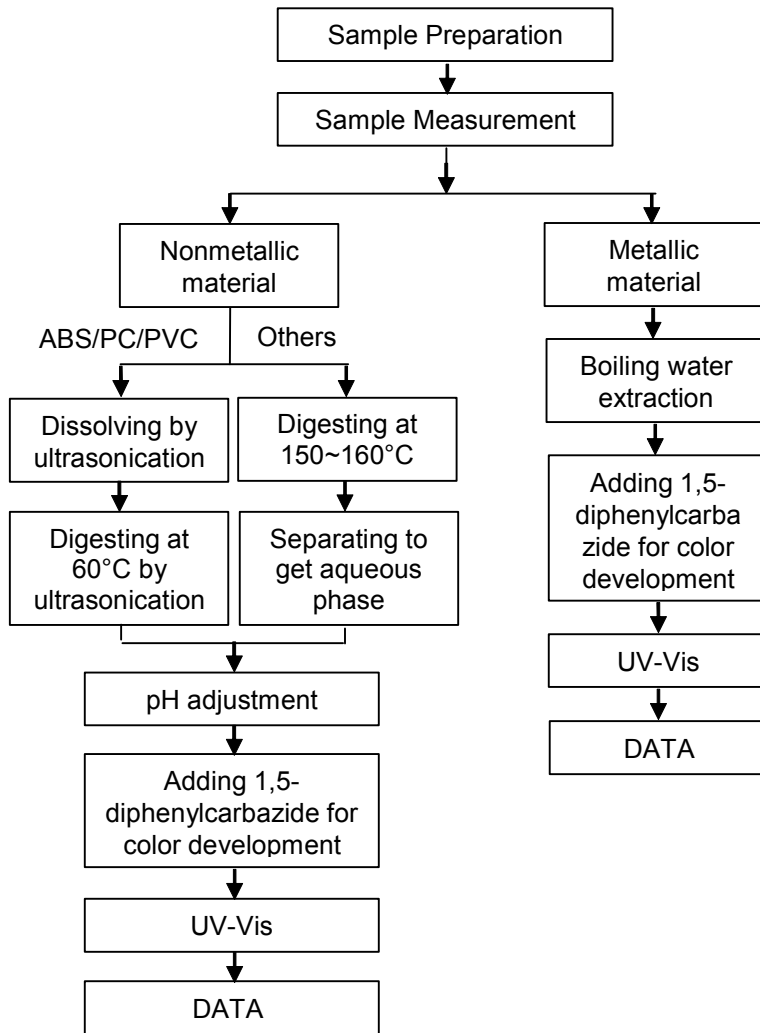 Sample Preparation
Sample Measurement
Nonmetallic
material
Metallic
material
ABS/PC/PVC
Others
Boiling water
extraction
Dissolving by
ultrasonication
Digesting at
150~160°C
Adding 1,5-
diphenylcarba
zide for color
development
Digesting at
60°C by
ultrasonication
Separating to
get aqueous
phase
UV-Vis
pH adjustment
DATA
Adding 1,5-
diphenylcarbazide for
color development
UV-Vis
DATA